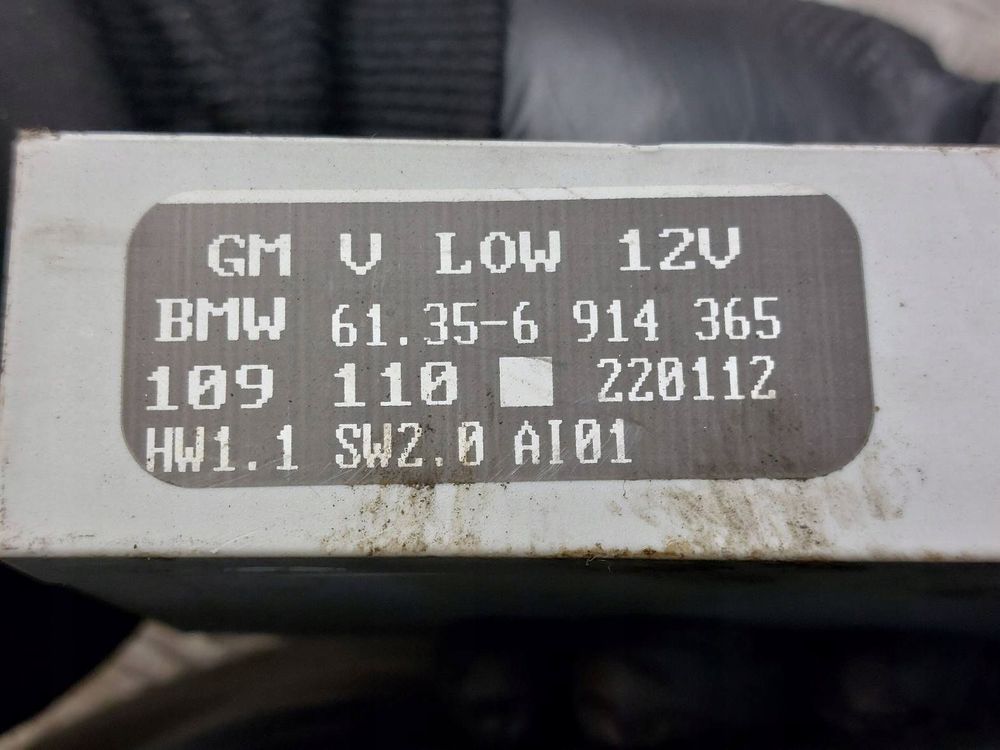 GM V LOW 12V
BMW 61.35-6 914 365
109 110 220112
HW1.1 SW2.0 AI01